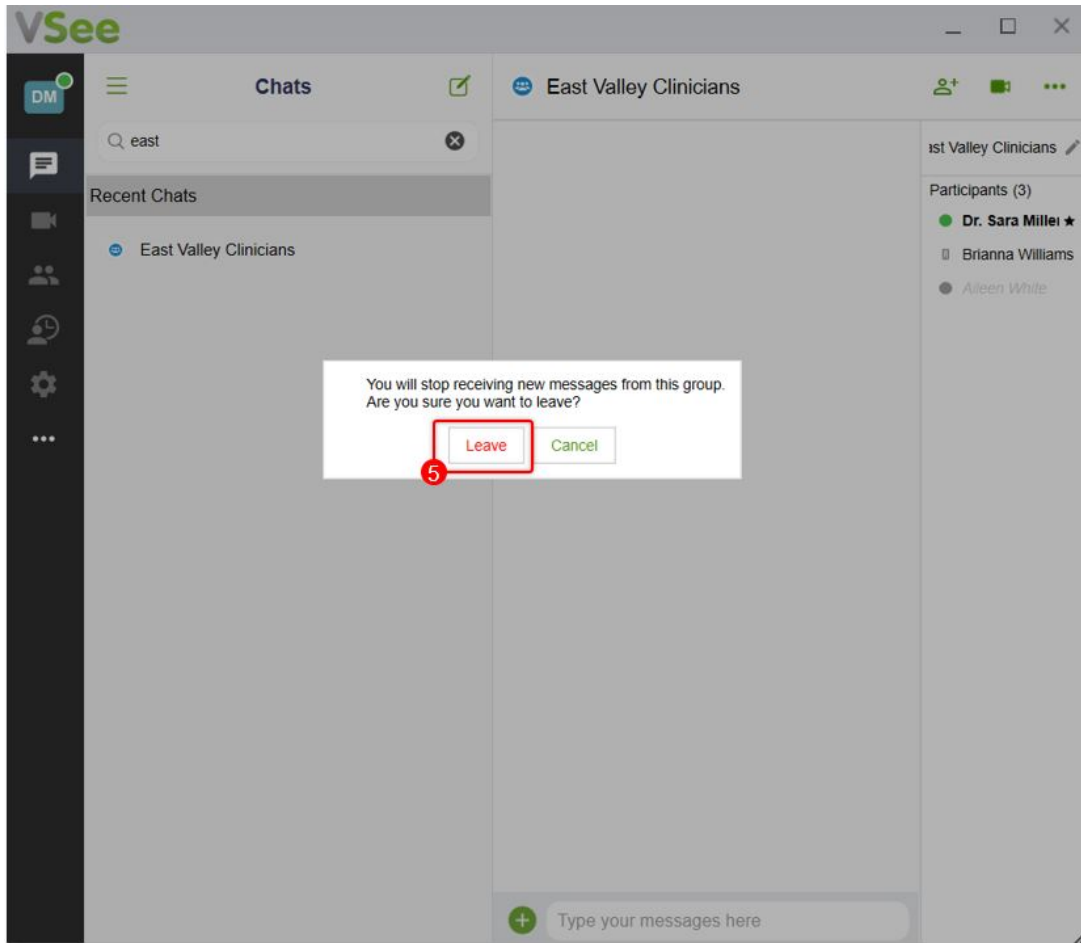 VSee
DM
Chats
East Valley Clinicians
east
ast Valley Clinicians
Recent Chats
Participants (3)
Dr. Sara Miller
East Valley Clinicians
Brianna Williams
Aileen White
You will stop receiving new messages from this group.
Are you sure you want to leave?
Leave
Cancel
5
Type your messages here